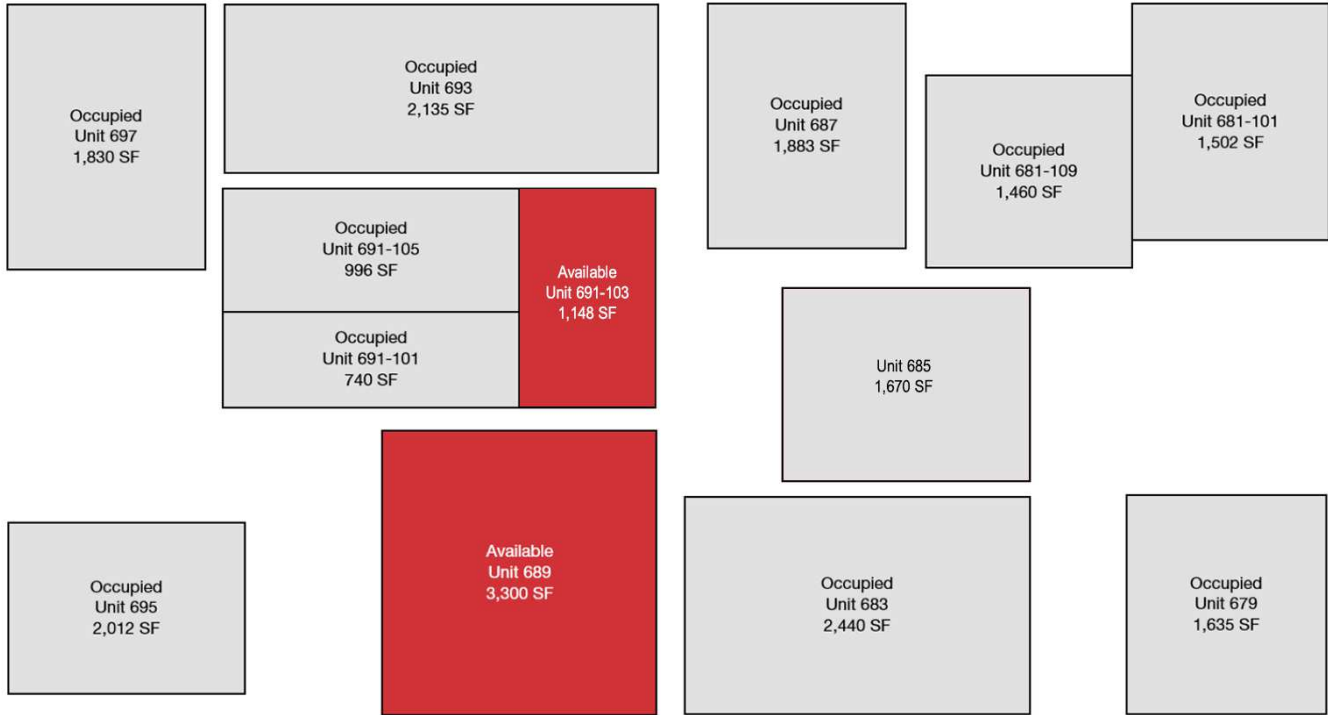 Occupied
Unit 697
1,830 SF
Occupied
Unit 693
2,135 SF
Occupied
Unit 687
1,883 SF
Occupied
Unit 681-109
1,460 SF
Occupied
Unit 681-101
1,502 SF
Occupied
Unit 691-105
996 SF
Available
Unit 691-103
1,148 SF
Occupied
Unit 691-101
740 SF
Unit 685
1,670 SF
Occupied
Unit 695
2,012 SF
Available
Unit 689
3,300 SF
Occupied
Unit 683
2,440 SF
Occupied
Unit 679
1,635 SF